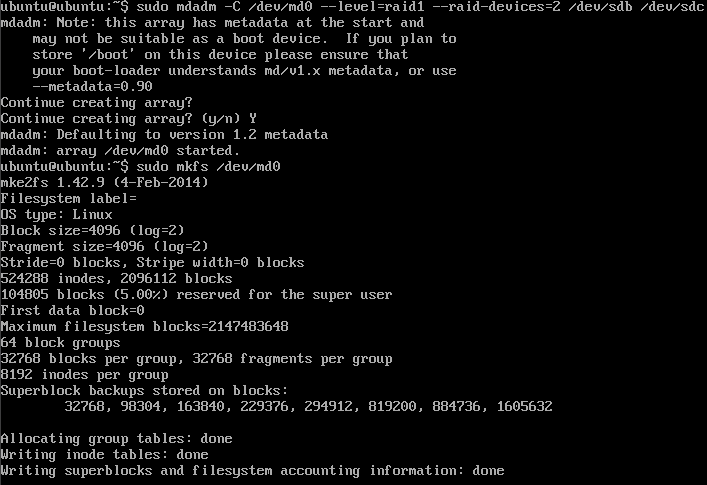 ubuntu@ubuntu:~$ sudo mdadm -C /dev/md0 --level=raid1 --raid-devices=2 /dev/sdb /dev/sdc
mdadm: Note: this array has metadata at the start and
    may not be suitable as a boot device.  If you plan to
    store '/boot' on this device please ensure that
    your boot-loader understands md/v1.x metadata, or use
    --metadata=0.90
Continue creating array?
Continue creating array? (y/n) Y
mdadm: Defaulting to version 1.2 metadata
mdadm: array /dev/md0 started.
ubuntu@ubuntu:~$ sudo mkfs /dev/md0
mke2fs 1.42.9 (4-Feb-2014)
Filesystem label=
OS type: Linux
Block size=4096 (log=2)
Fragment size=4096 (log=2)
Stride=0 blocks, Stripe width=0 blocks
524288 inodes, 2096112 blocks
104805 blocks (5.00%) reserved for the super user
First data block=0
Maximum filesystem blocks=2147483648
64 block groups
32768 blocks per group, 32768 fragments per group
8192 inodes per group
Superblock backups stored on blocks:
        32768, 98304, 163840, 229376, 294912, 819200, 884736, 1605632

Allocating group tables: done
Writing inode tables: done
Writing superblocks and filesystem accounting information: done